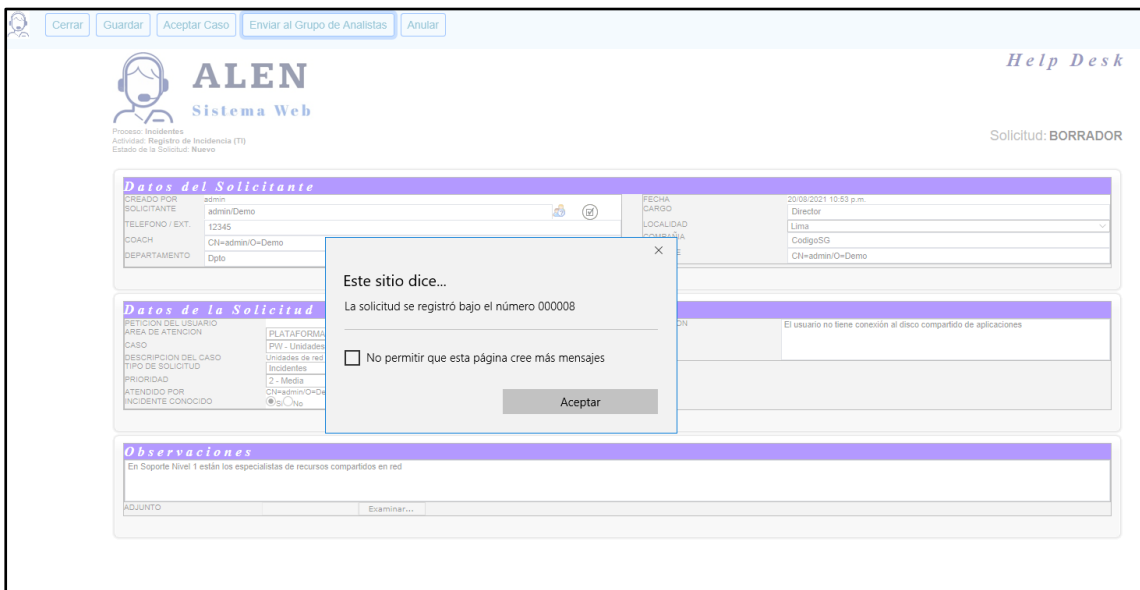 Cerrar Guardar Aceptar Caso Enviar al Grupo de Analistas Anular
Help Desk
ALEN
Sistema Web
Proceso: Incidentes
Actividad: Registro de Incidencia (TI)
Estado de la Solicitud: Nuevo
Solicitud: BORRADOR
Datos del Solicitante
CREADO POR admin FECHA 20/08/2021 10:53 p.m.
SOLICITANTE admin/Demo CARGO Director
TELEFONO / EXT. 12345 LOCALIDAD Lima
COACH CN=admin/O=Demo COMPAÑIA CodigoSG
DEPARTAMENTO Dpto CN=admin/O=Demo
Este sitio dice...
La solicitud se registró bajo el número 000008
No permitir que esta página cree más mensajes
Aceptar
Datos de la Solicitud
PETICION DEL USUARIO El usuario no tiene conexión al disco compartido de aplicaciones
AREA DE ATENCION PLATAFORMA
CASO PW - Unidades
DESCRIPCION DEL CASO Unidades de red
TIPO DE SOLICITUD Incidentes
PRIORIDAD 2 - Media
ATENDIDO POR CN=admin/O=De
INCIDENTE CONOCIDO Si No
Observaciones
En Soporte Nivel 1 están los especialistas de recursos compartidos en red
ADJUNTO Examinar...